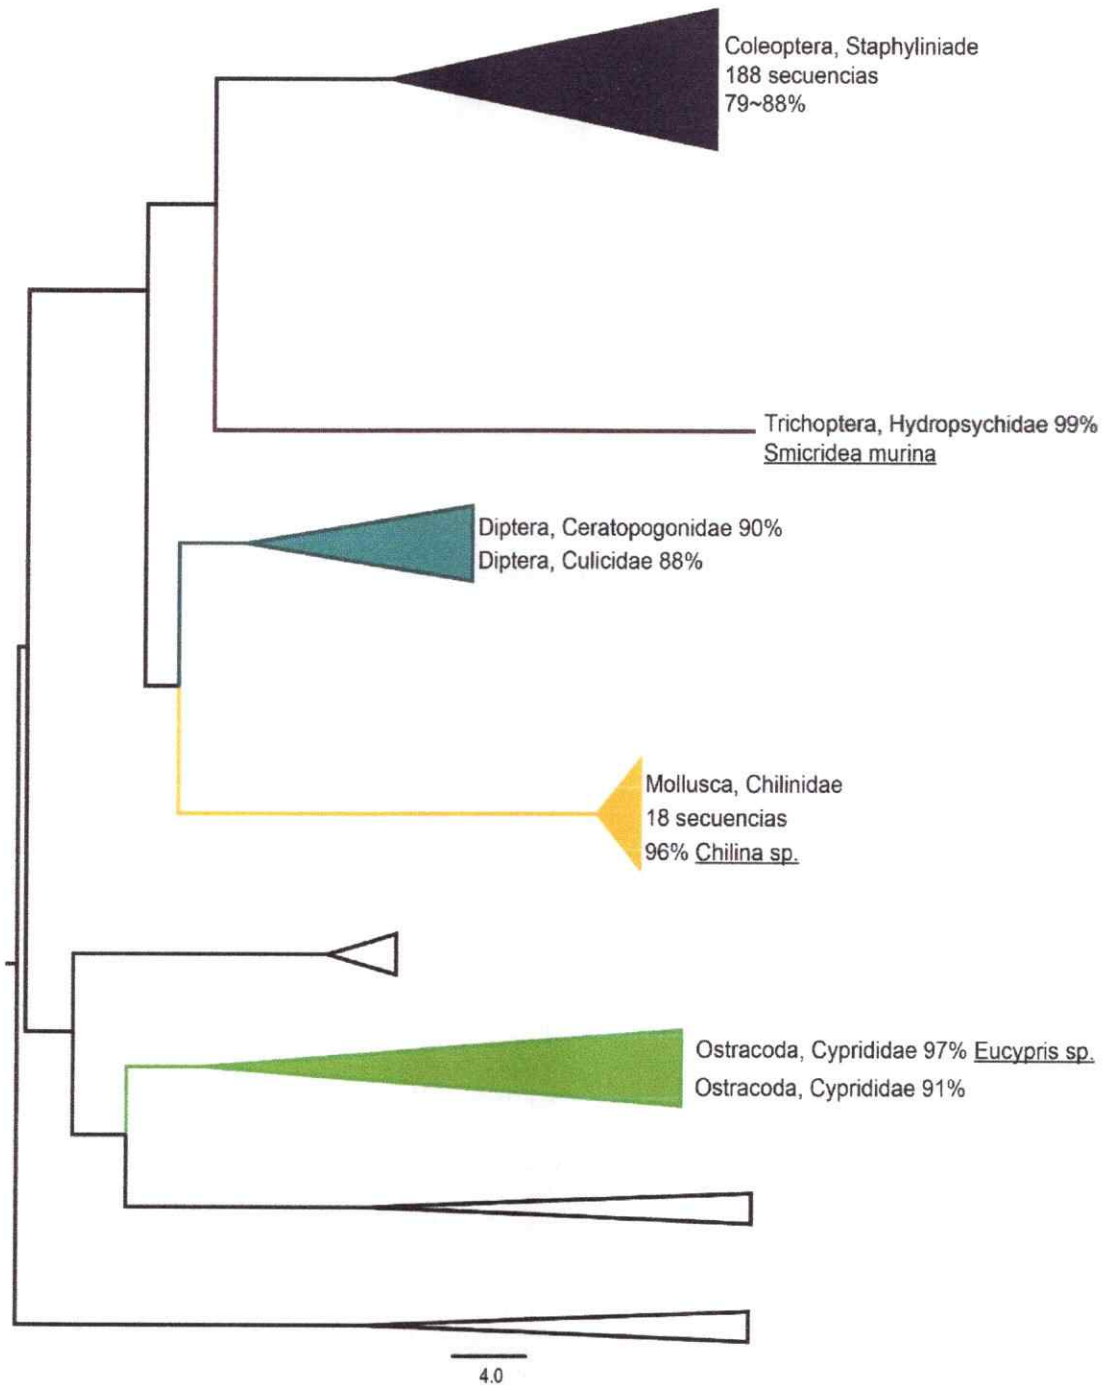 Coleoptera, Staphyliniade
188 secuencias
79~88%
Trichoptera, Hydropsychidae 99%
Smicridea murina
Diptera, Ceratopogonidae 90%
Diptera, Culicidae 88%
Mollusca, Chilinidae
18 secuencias
96% Chilina sp.
Ostracoda, Cyprididae 97% Eucypris sp.
Ostracoda, Cyprididae 91%
4.0